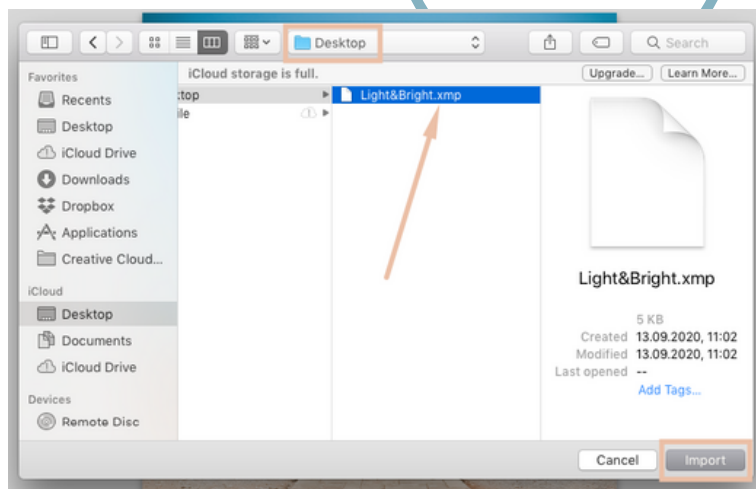 Desktop
Search
Favorites
iCloud storage is full.
Upgrade...
Learn More...
Recents
Desktop
iCloud Drive
Downloads
Dropbox
Applications
Creative Cloud...
iCloud
Desktop
Documents
iCloud Drive
Devices
Remote Disc
:top
ile
Light&Bright.xmp
Light&Bright.xmp
5 KB
Created 13.09.2020, 11:02
Modified 13.09.2020, 11:02
Last opened --
Add Tags...
Cancel
Import